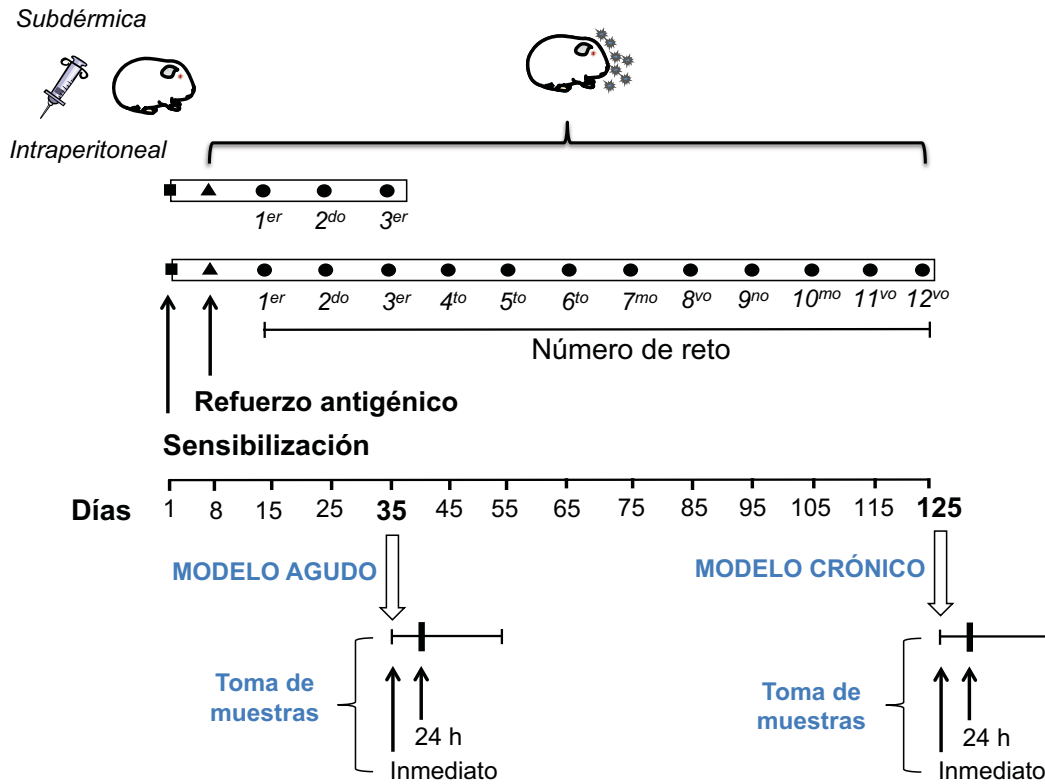 Subdérmica
Intraperitoneal
1er 2do 3er
1er 2do 3er 4to 5to 6to 7mo 8vo 9no 10mo 11vo 12vo
Número de reto
Refuerzo antigénico
Sensibilización
Días 1 8 15 25 35 45 55 65 75 85 95 105 115 125
MODELO AGUDO
MODELO CRÓNICO
Toma de
muestras
24 h
Inmediato
Toma de
muestras
24 h
Inmediato